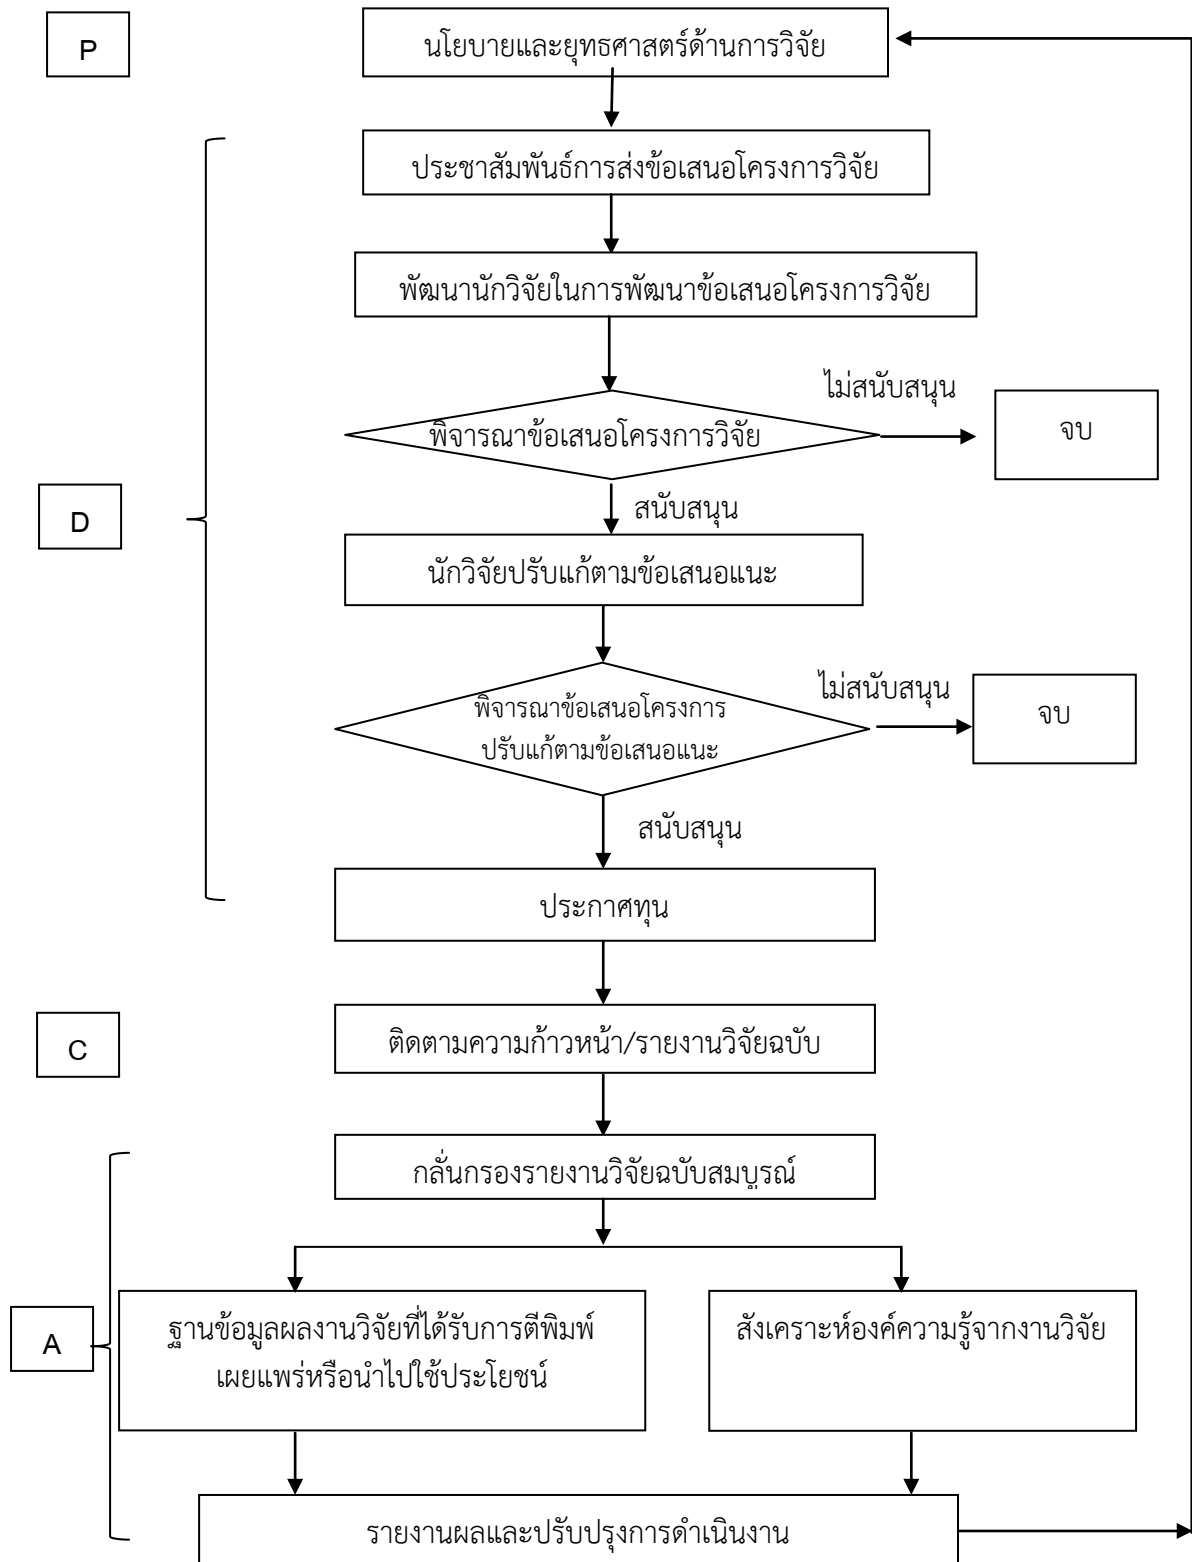 P
นโยบายและยุทธศาสตร์ด้านการวิจัย
ประชาสัมพันธ์การส่งข้อเสนอโครงการวิจัย
พัฒนานักวิจัยในการพัฒนาข้อเสนอโครงการวิจัย
ไม่สนับสนุน
จบ
พิจารณาข้อเสนอโครงการวิจัย
D
สนับสนุน
นักวิจัยปรับแก้ตามข้อเสนอแนะ
ไม่สนับสนุน
จบ
พิจารณาข้อเสนอโครงการ
ปรับแก้ตามข้อเสนอแนะ
สนับสนุน
ประกาศทุน
C
ติดตามความก้าวหน้า/รายงานวิจัยฉบับ
กลั่นกรองรายงานวิจัยฉบับสมบูรณ์
A
ฐานข้อมูลผลงานวิจัยที่ได้รับการตีพิมพ์
เผยแพร่หรือนำไปใช้ประโยชน์
สังเคราะห์องค์ความรู้จากงานวิจัย
รายงานผลและปรับปรุงการดำเนินงาน